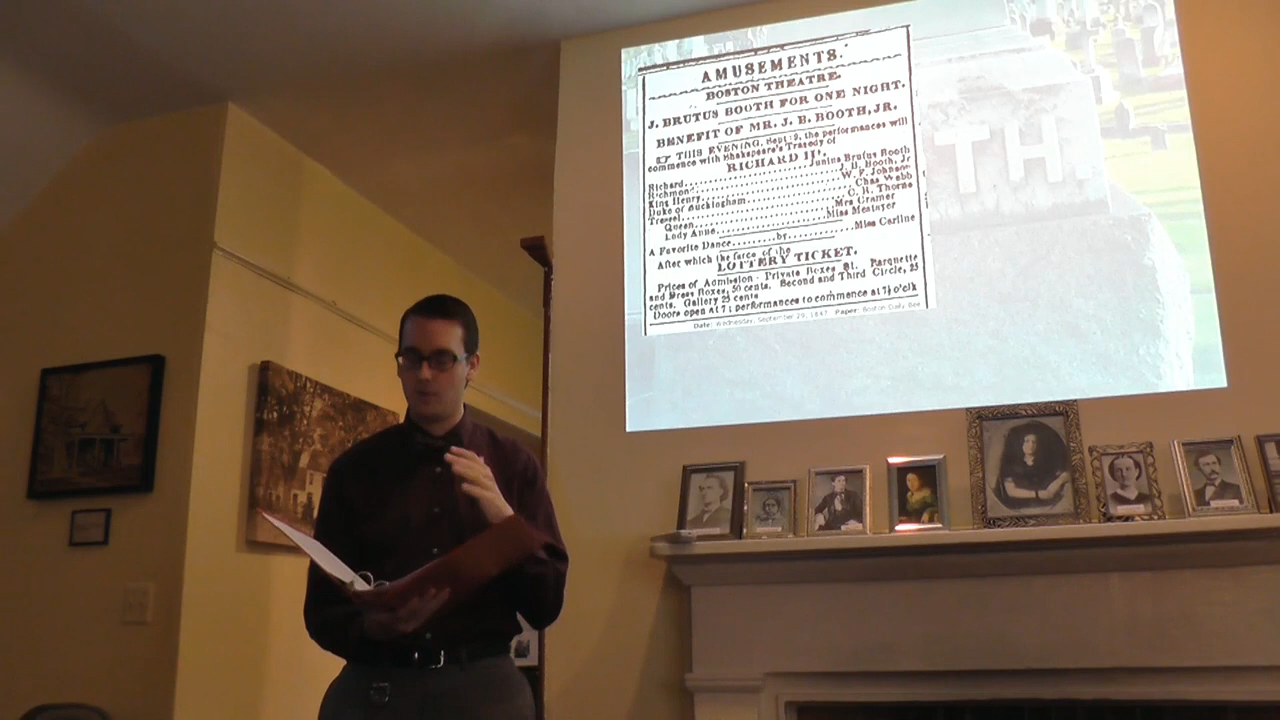 AMUSEMENTS.
BOSTON THEATRE.
J. BRUTUS BOOTH FOR ONE NIGHT.
BENEFIT OF MR. J. B. BOOTH, JR.
THIS EVENING, Sept 29, the performances will
commence with Shakspeare's Tragedy of
RICHARD III,
Richard..............Junius Brutus Booth
Richmon..............J. B. Booth, Jr
King Henry..............W. F. Johnson
Duke of Buckingham..............Chas Webb
Tressel..............C. R. Thorne
Queen..............Mrs Cramer
Lady Anne..............Miss Mestayer
A Favorite Dance........by........Miss Carline
After which the farce of the
LOTTERY TICKET.
Prices of Admission - Private Boxes $1. Parquette
and Dress Boxes, 50 cents. Second and Third Circle, 25
cents. Gallery 25 cents
Doors open at 7; performances to commence at 7½ o'clk
Date: Wednesday, September 29, 1847 Paper: Boston Daily Bee
TH